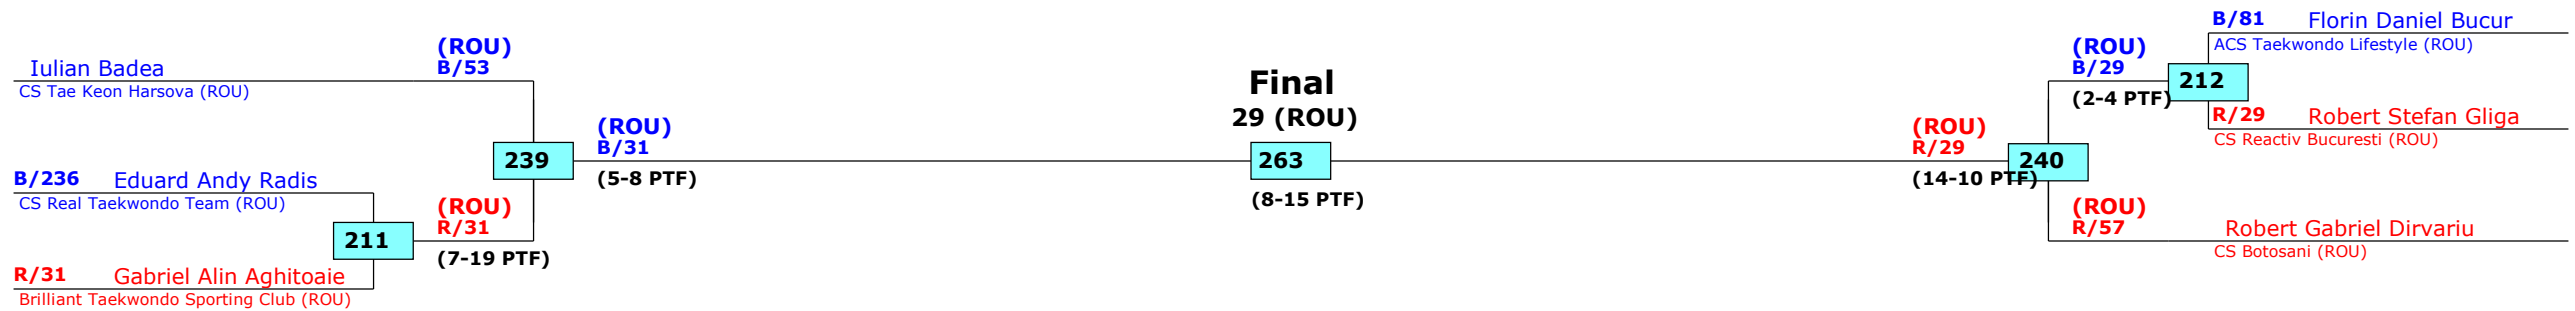 Iulian Badea
CS Tae Keon Harsova (ROU)
(ROU)
B/53
B/236 Eduard Andy Radis
CS Real Taekwondo Team (ROU)
R/31 Gabriel Alin Aghitoaie
Brilliant Taekwondo Sporting Club (ROU)
211
(ROU)
R/31
(7-19 PTF)
239
(ROU)
B/31
(5-8 PTF)
Final
29 (ROU)
263
(8-15 PTF)
(ROU)
R/29
(14-10 PTF)
240
(ROU)
B/29
(2-4 PTF)
212
B/81 Florin Daniel Bucur
ACS Taekwondo Lifestyle (ROU)
R/29 Robert Stefan Gliga
CS Reactiv Bucuresti (ROU)
(ROU)
R/57
Robert Gabriel Dirvariu
CS Botosani (ROU)